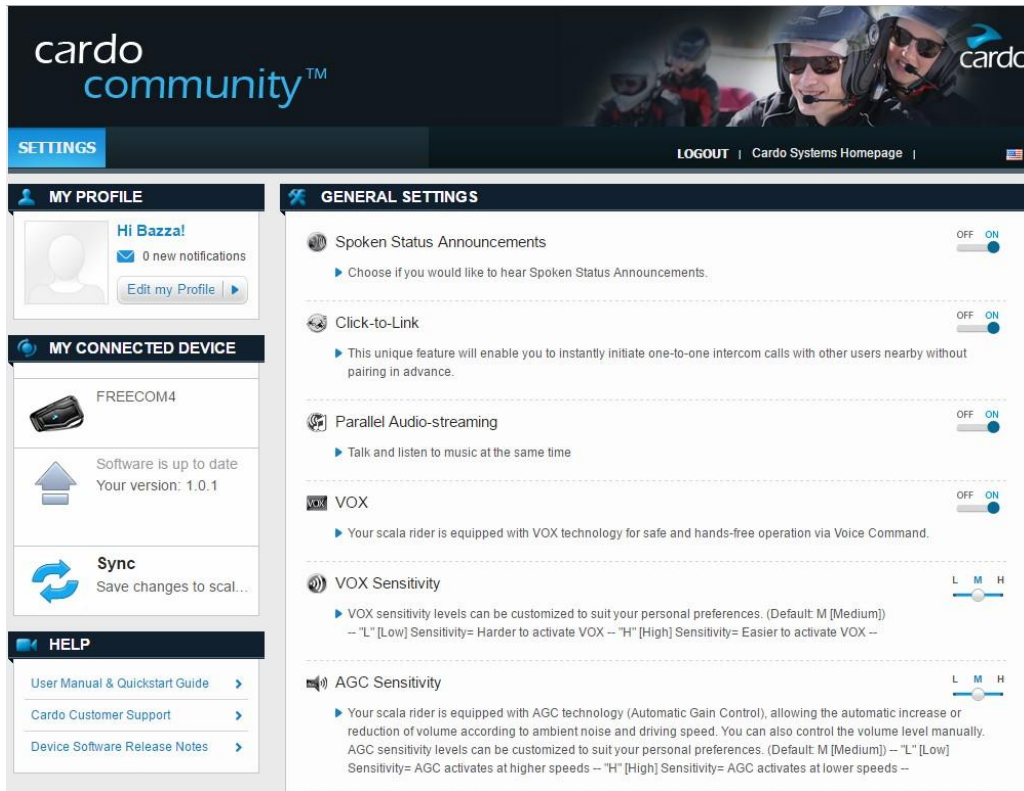 cardo
community™
cardo
SETTINGS
LOGOUT | Cardo Systems Homepage |
MY PROFILE
Hi Bazza!
0 new notifications
Edit my Profile
MY CONNECTED DEVICE
FREECOM4
Software is up to date
Your version: 1.0.1
Sync
Save changes to scal...
HELP
User Manual & Quickstart Guide
Cardo Customer Support
Device Software Release Notes
GENERAL SETTINGS
Spoken Status Announcements
OFF ON
Choose if you would like to hear Spoken Status Announcements.
Click-to-Link
OFF ON
This unique feature will enable you to instantly initiate one-to-one intercom calls with other users nearby without
pairing in advance.
Parallel Audio-streaming
OFF ON
Talk and listen to music at the same time
VOX VOX
OFF ON
Your scala rider is equipped with VOX technology for safe and hands-free operation via Voice Command.
VOX Sensitivity
L M H
VOX sensitivity levels can be customized to suit your personal preferences. (Default: M [Medium])
-- "L" [Low] Sensitivity= Harder to activate VOX -- "H" [High] Sensitivity= Easier to activate VOX --
AGC Sensitivity
L M H
Your scala rider is equipped with AGC technology (Automatic Gain Control), allowing the automatic increase or
reduction of volume according to ambient noise and driving speed. You can also control the volume level manually.
AGC sensitivity levels can be customized to suit your personal preferences. (Default: M [Medium]) -- "L" [Low]
Sensitivity= AGC activates at higher speeds -- "H" [High] Sensitivity= AGC activates at lower speeds --